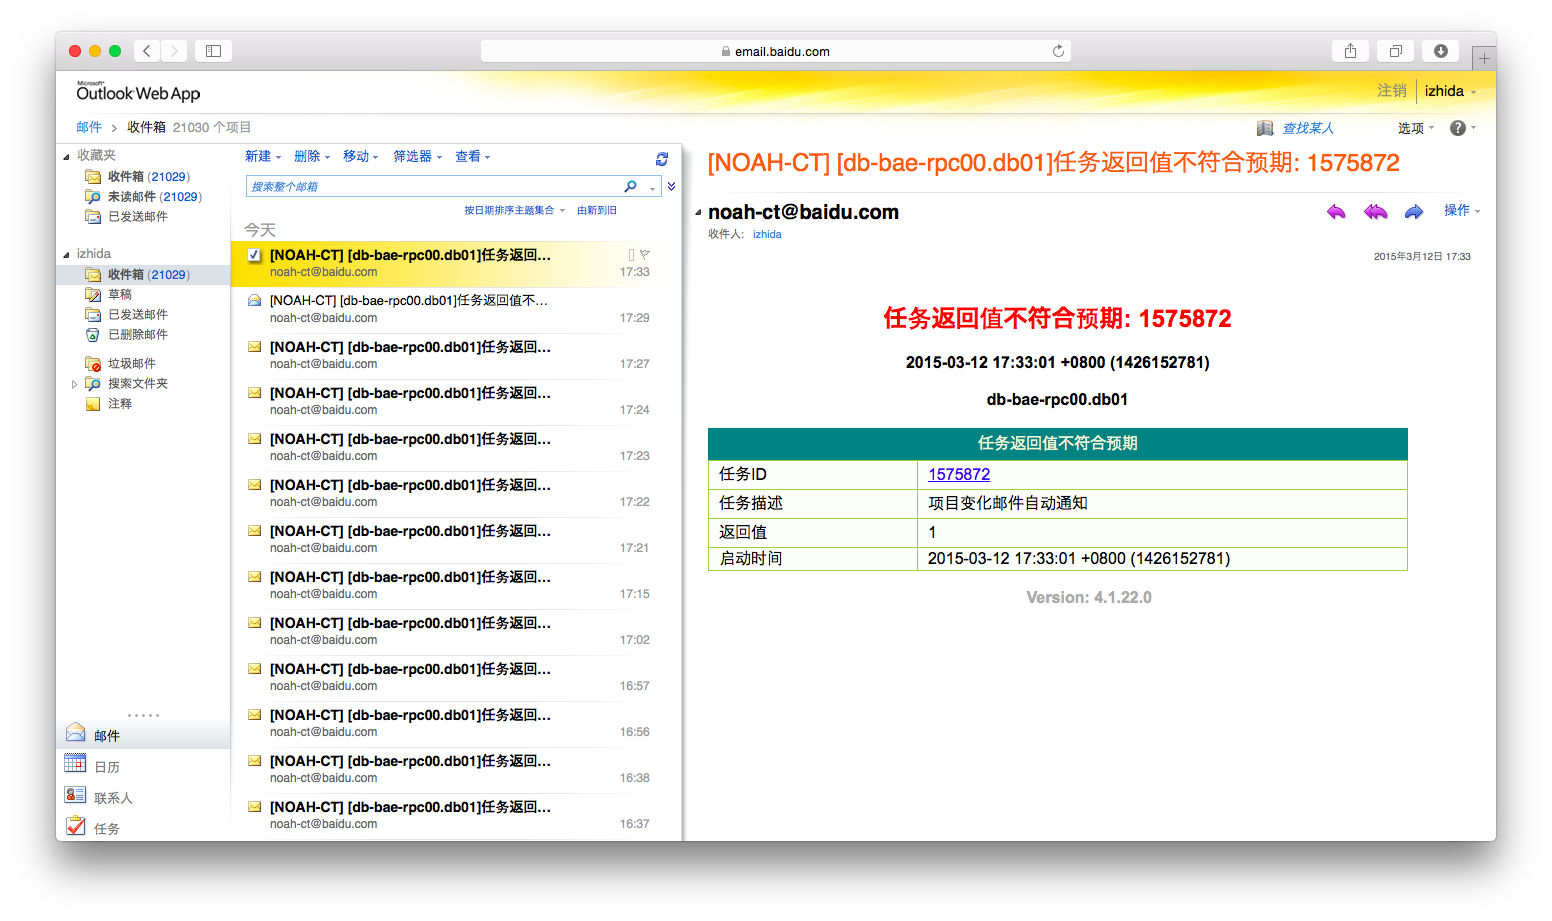 email.baidu.com
Microsoft®
Outlook Web App
注销 izhida
邮件 > 收件箱 21030 个项目
查找某人 选项
收藏夹
收件箱 (21029)
未读邮件 (21029)
已发送邮件
izhida
收件箱 (21029)
草稿
已发送邮件
已删除邮件
垃圾邮件
搜索文件夹
注释
邮件
日历
联系人
任务
新建 删除 移动 筛选器 查看
搜索整个邮箱
按日期排序主题集合 由新到旧
今天
[NOAH-CT] [db-bae-rpc00.db01]任务返回...
noah-ct@baidu.com 17:33
[NOAH-CT] [db-bae-rpc00.db01]任务返回值不...
noah-ct@baidu.com 17:29
[NOAH-CT] [db-bae-rpc00.db01]任务返回...
noah-ct@baidu.com 17:27
[NOAH-CT] [db-bae-rpc00.db01]任务返回...
noah-ct@baidu.com 17:24
[NOAH-CT] [db-bae-rpc00.db01]任务返回...
noah-ct@baidu.com 17:23
[NOAH-CT] [db-bae-rpc00.db01]任务返回...
noah-ct@baidu.com 17:22
[NOAH-CT] [db-bae-rpc00.db01]任务返回...
noah-ct@baidu.com 17:21
[NOAH-CT] [db-bae-rpc00.db01]任务返回...
noah-ct@baidu.com 17:15
[NOAH-CT] [db-bae-rpc00.db01]任务返回...
noah-ct@baidu.com 17:02
[NOAH-CT] [db-bae-rpc00.db01]任务返回...
noah-ct@baidu.com 16:57
[NOAH-CT] [db-bae-rpc00.db01]任务返回...
noah-ct@baidu.com 16:56
[NOAH-CT] [db-bae-rpc00.db01]任务返回...
noah-ct@baidu.com 16:38
[NOAH-CT] [db-bae-rpc00.db01]任务返回...
noah-ct@baidu.com 16:37
[NOAH-CT] [db-bae-rpc00.db01]任务返回值不符合预期: 1575872
noah-ct@baidu.com 操作
收件人: izhida
2015年3月12日 17:33
任务返回值不符合预期: 1575872
2015-03-12 17:33:01 +0800 (1426152781)
db-bae-rpc00.db01
任务返回值不符合预期
任务ID 1575872
任务描述 项目变化邮件自动通知
返回值 1
启动时间 2015-03-12 17:33:01 +0800 (1426152781)
Version: 4.1.22.0